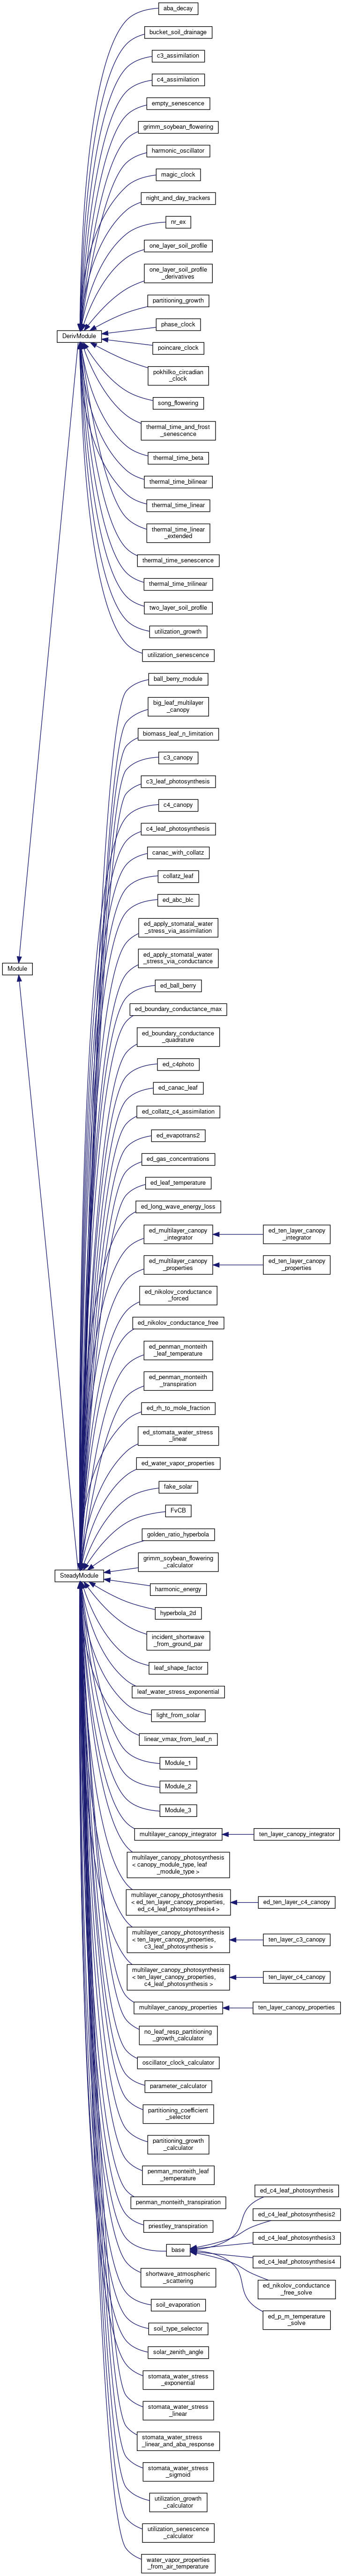 aba_decay
bucket_soil_drainage
c3_assimilation
c4_assimilation
empty_senescence
grimm_soybean_flowering
harmonic_oscillator
magic_clock
night_and_day_trackers
nr_ex
one_layer_soil_profile
one_layer_soil_profile
_derivatives
partitioning_growth
phase_clock
DerivModule
poincare_clock
pokhilko_circadian
_clock
song_flowering
thermal_time_and_frost
_senescence
thermal_time_beta
thermal_time_bilinear
thermal_time_linear
thermal_time_linear
_extended
thermal_time_senescence
thermal_time_trilinear
two_layer_soil_profile
utilization_growth
utilization_senescence
ball_berry_module
big_leaf_multilayer
_canopy
biomass_leaf_n_limitation
c3_canopy
c3_leaf_photosynthesis
c4_canopy
c4_leaf_photosynthesis
canac_with_collatz
collatz_leaf
ed_abc_blc
ed_apply_stomatal_water
_stress_via_assimilation
ed_apply_stomatal_water
_stress_via_conductance
Module
ed_ball_berry
ed_boundary_conductance_max
ed_boundary_conductance
_quadrature
ed_c4photo
ed_canac_leaf
ed_collatz_c4_assimilation
ed_evapotrans2
ed_gas_concentrations
ed_leaf_temperature
ed_long_wave_energy_loss
ed_multilayer_canopy
_integrator
ed_ten_layer_canopy
_integrator
ed_multilayer_canopy
_properties
ed_ten_layer_canopy
_properties
ed_nikolov_conductance
_forced
ed_nikolov_conductance_free
ed_penman_monteith
_leaf_temperature
ed_penman_monteith
_transpiration
ed_rh_to_mole_fraction
ed_stomata_water_stress
_linear
ed_water_vapor_properties
fake_solar
FvCB
golden_ratio_hyperbola
grimm_soybean_flowering
_calculator
SteadyModule
harmonic_energy
hyperbola_2d
incident_shortwave
_from_ground_par
leaf_shape_factor
leaf_water_stress_exponential
light_from_solar
linear_vmax_from_leaf_n
Module_1
Module_2
Module_3
multilayer_canopy_integrator
ten_layer_canopy_integrator
multilayer_canopy_photosynthesis
< canopy_module_type, leaf
_module_type >
multilayer_canopy_photosynthesis
< ed_ten_layer_canopy_properties,
ed_c4_leaf_photosynthesis4 >
ed_ten_layer_c4_canopy
multilayer_canopy_photosynthesis
< ten_layer_canopy_properties,
c3_leaf_photosynthesis >
ten_layer_c3_canopy
multilayer_canopy_photosynthesis
< ten_layer_canopy_properties,
c4_leaf_photosynthesis >
ten_layer_c4_canopy
multilayer_canopy_properties
ten_layer_canopy_properties
no_leaf_resp_partitioning
_growth_calculator
oscillator_clock_calculator
parameter_calculator
partitioning_coefficient
_selector
partitioning_growth
_calculator
penman_monteith_leaf
_temperature
penman_monteith_transpiration
priestley_transpiration
base
ed_c4_leaf_photosynthesis
ed_c4_leaf_photosynthesis2
ed_c4_leaf_photosynthesis3
ed_c4_leaf_photosynthesis4
ed_nikolov_conductance
_free_solve
ed_p_m_temperature
_solve
shortwave_atmospheric
_scattering
soil_evaporation
soil_type_selector
solar_zenith_angle
stomata_water_stress
_exponential
stomata_water_stress
_linear
stomata_water_stress
_linear_and_aba_response
stomata_water_stress
_sigmoid
utilization_growth
_calculator
utilization_senescence
_calculator
water_vapor_properties
_from_air_temperature